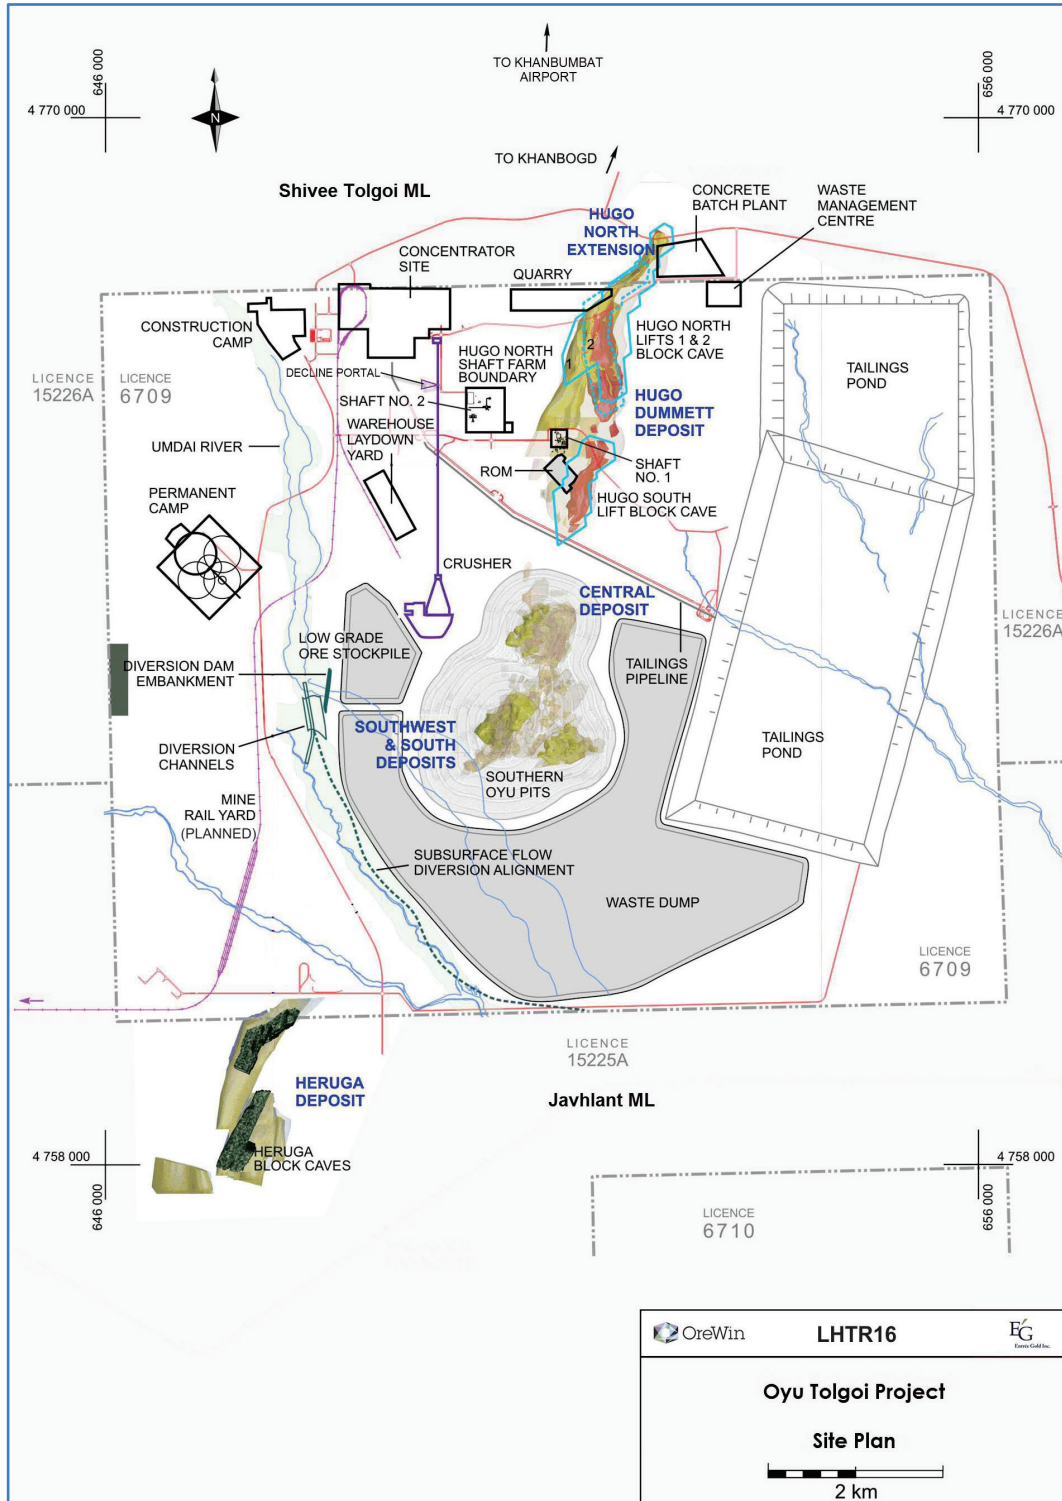 TO KHANBUMBAT
AIRPORT
646 000
656 000
4 770 000
4 770 000
N
TO KHANBOGD
Shivee Tolgoi ML
CONCRETE
BATCH PLANT
WASTE
MANAGEMENT
CENTRE
HUGO
NORTH
EXTENSION
CONCENTRATOR
SITE
QUARRY
CONSTRUCTION
CAMP
HUGO NORTH
LIFTS 1 & 2
BLOCK CAVE
2
1
HUGO NORTH
SHAFT FARM
BOUNDARY
TAILINGS
POND
LICENCE
15226A
LICENCE
6709
DECLINE PORTAL
SHAFT NO. 2
HUGO
DUMMETT
DEPOSIT
WAREHOUSE
LAYDOWN
YARD
UMDAI RIVER
ROM
SHAFT
NO. 1
PERMANENT
CAMP
HUGO SOUTH
LIFT BLOCK CAVE
CRUSHER
CENTRAL
DEPOSIT
LICENCE
15226A
LOW GRADE
ORE STOCKPILE
TAILINGS
PIPELINE
DIVERSION DAM
EMBANKMENT
SOUTHWEST
& SOUTH
DEPOSITS
TAILINGS
POND
DIVERSION
CHANNELS
SOUTHERN
OYU PITS
MINE
RAIL YARD
(PLANNED)
SUBSURFACE FLOW
DIVERSION ALIGNMENT
WASTE DUMP
LICENCE
6709
LICENCE
15225A
HERUGA
DEPOSIT
Javhlant ML
HERUGA
BLOCK CAVES
4 758 000
4 758 000
646 000
656 000
LICENCE
6710
OreWin
LHTR16
EG
Entrée Gold Inc.
Oyu Tolgoi Project
Site Plan
2 km